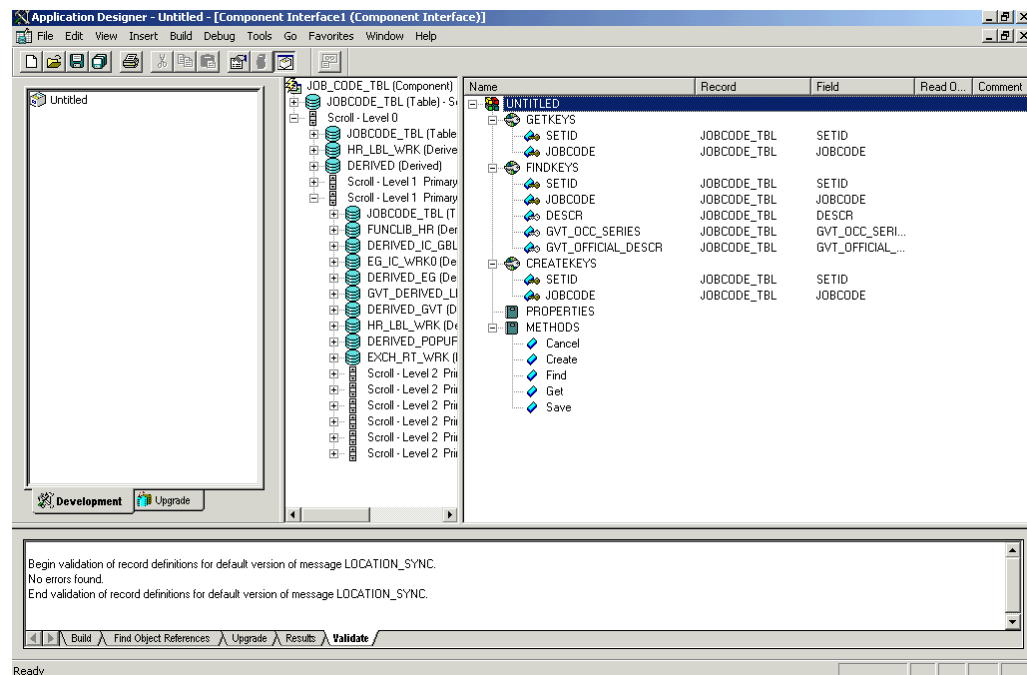 Application Designer - Untitled - [Component Interface1 (Component Interface)]
File Edit View Insert Build Debug Tools Go Favorites Window Help
Untitled
Development
Upgrade
JOB_CODE_TBL (Component)
JOBCODE_TBL (Table) - S
Scroll - Level 0
JOBCODE_TBL (Table
HR_LBL_WRK (Derive
DERIVED (Derived)
Scroll - Level 1 Primary
Scroll - Level 1 Primary
JOBCODE_TBL (T
FUNCLIB_HR (Der
DERIVED_IC_GBL
EG_IC_WRK0 (De
DERIVED_EG (De
GVT_DERIVED_LI
DERIVED_GVT (D
HR_LBL_WRK (De
DERIVED_POPUF
EXCH_RT_WRK (
Scroll - Level 2 Pri
Scroll - Level 2 Pri
Scroll - Level 2 Pri
Scroll - Level 2 Pri
Scroll - Level 2 Pri
Scroll - Level 2 Pri
Name Record Field Read O... Comment
UNTITLED
GETKEYS
SETID JOBCODE_TBL SETID
JOBCODE JOBCODE_TBL JOBCODE
FINDKEYS
SETID JOBCODE_TBL SETID
JOBCODE JOBCODE_TBL JOBCODE
DESCR JOBCODE_TBL DESCR
GVT_OCC_SERIES JOBCODE_TBL GVT_OCC_SERI...
GVT_OFFICIAL_DESCR JOBCODE_TBL GVT_OFFICIAL_...
CREATEKEYS
SETID JOBCODE_TBL SETID
JOBCODE JOBCODE_TBL JOBCODE
PROPERTIES
METHODS
Cancel
Create
Find
Get
Save
Begin validation of record definitions for default version of message LOCATION_SYNC.
No errors found.
End validation of record definitions for default version of message LOCATION_SYNC.
Build Find Object References Upgrade Results Validate
Ready